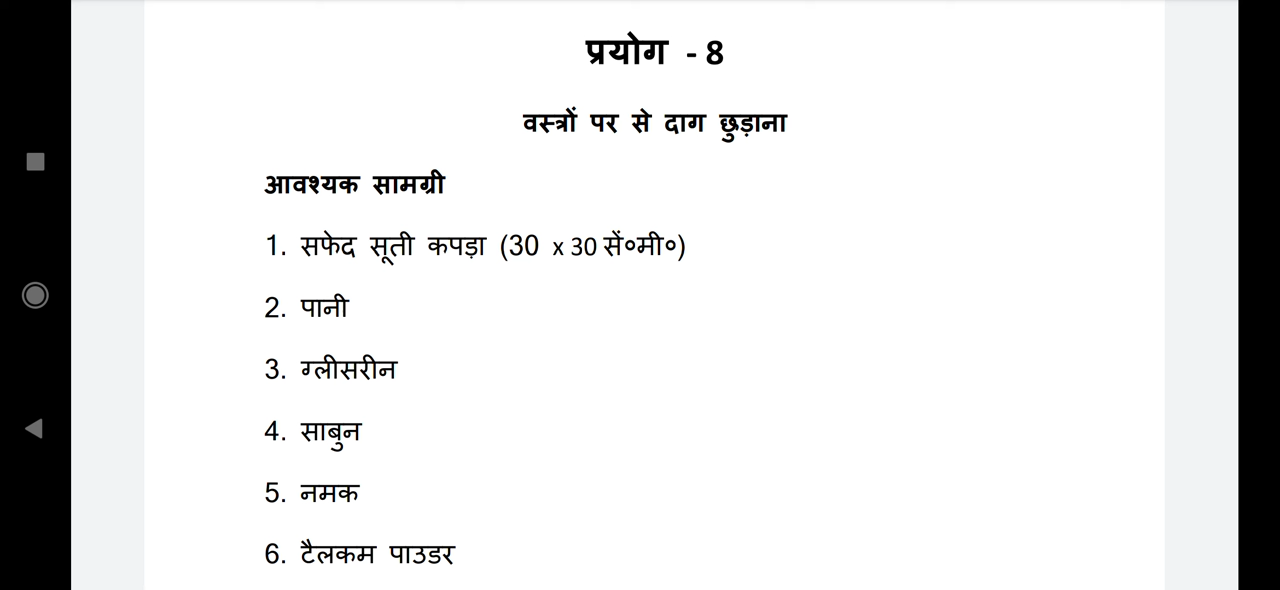 प्रयोग - 8
वस्त्रों पर से दाग छुड़ाना
आवश्यक सामग्री
1. सफेद सूती कपड़ा (30 x 30 सें०मी०)
2. पानी
3. ग्लीसरीन
4. साबुन
5. नमक
6. टैलकम पाउडर